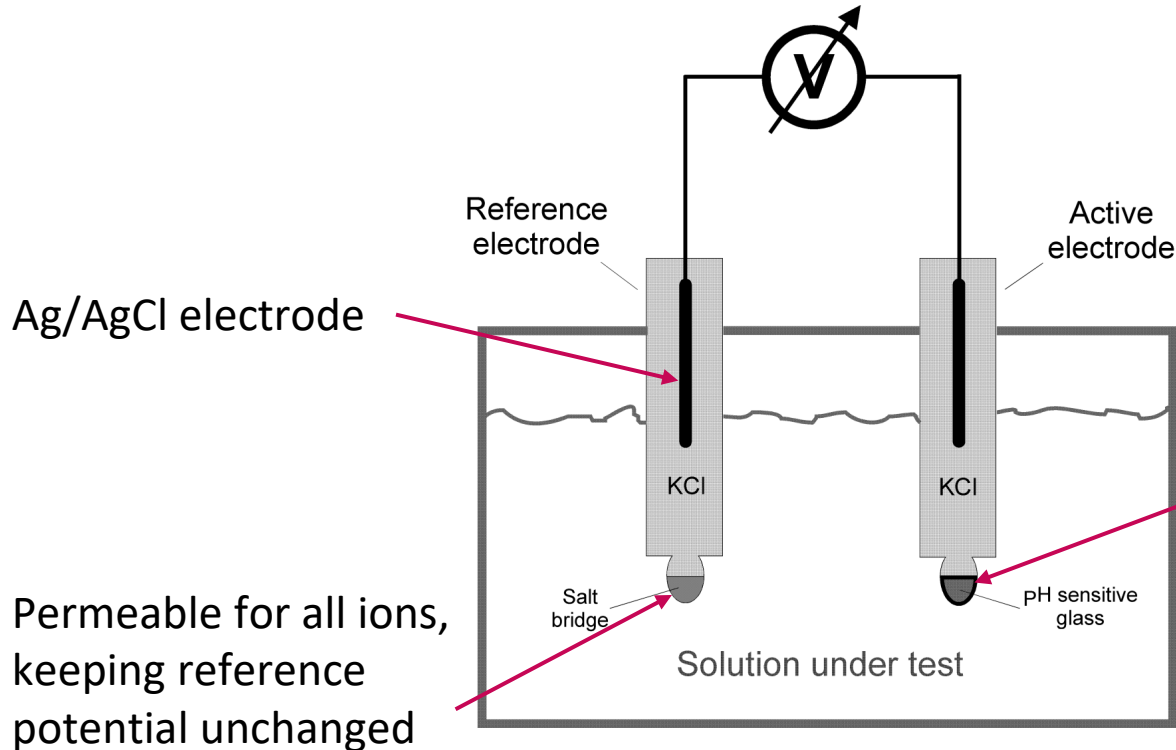 V
Reference
electrode
Active
electrode
Ag/AgCl electrode
KCl
KCl
Salt
bridge
PH sensitive
glass
Permeable for all ions,
keeping reference
potential unchanged
Solution under test